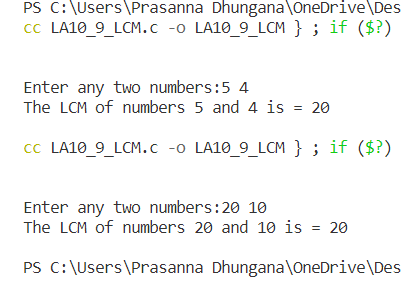 PS C:\Users\Prasanna Dhungana\OneDrive\Des
cc LA10_9_LCM.c -o LA10_9_LCM } ; if ($?)
Enter any two numbers:5 4
The LCM of numbers 5 and 4 is = 20
cc LA10_9_LCM.c -o LA10_9_LCM } ; if ($?)
Enter any two numbers:20 10
The LCM of numbers 20 and 10 is = 20
PS C:\Users\Prasanna Dhungana\OneDrive\Des